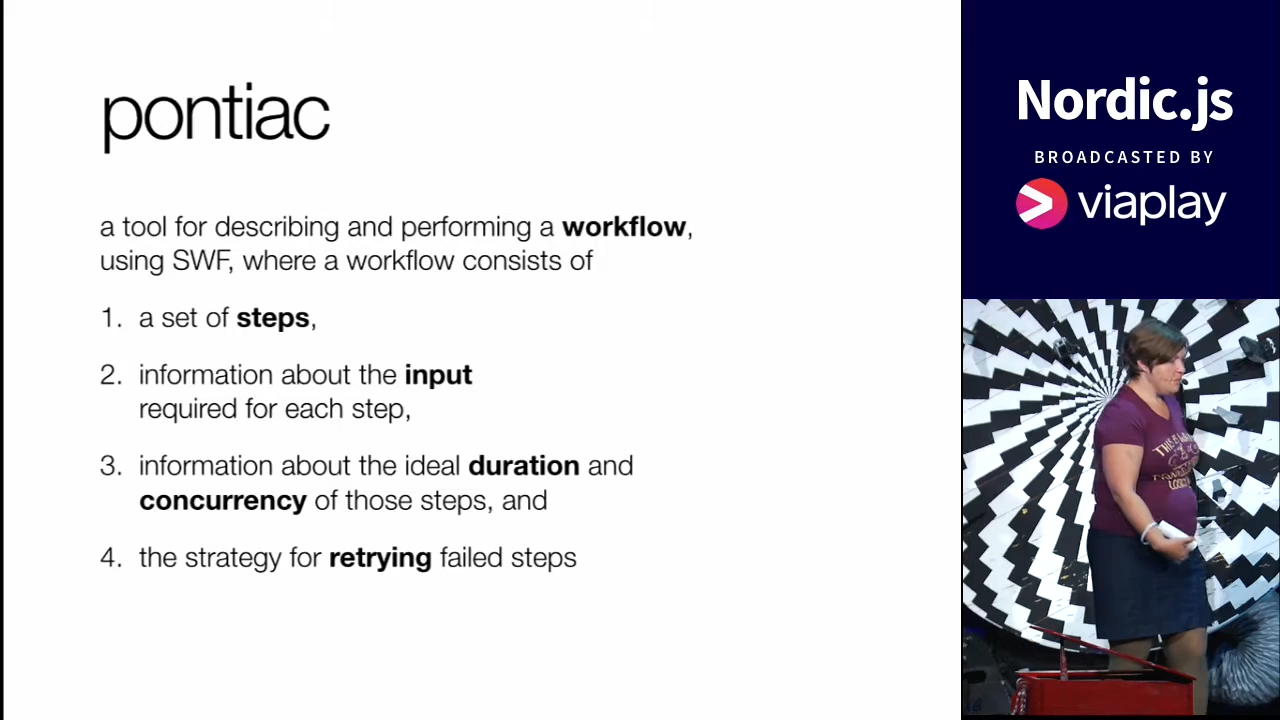 pontiac
a tool for describing and performing a workflow,
using SWF, where a workflow consists of
1. a set of steps,
2. information about the input
required for each step,
3. information about the ideal duration and
concurrency of those steps, and
4. the strategy for retrying failed steps
Nordic.js
BROADCASTED BY
viaplay
THIS IS